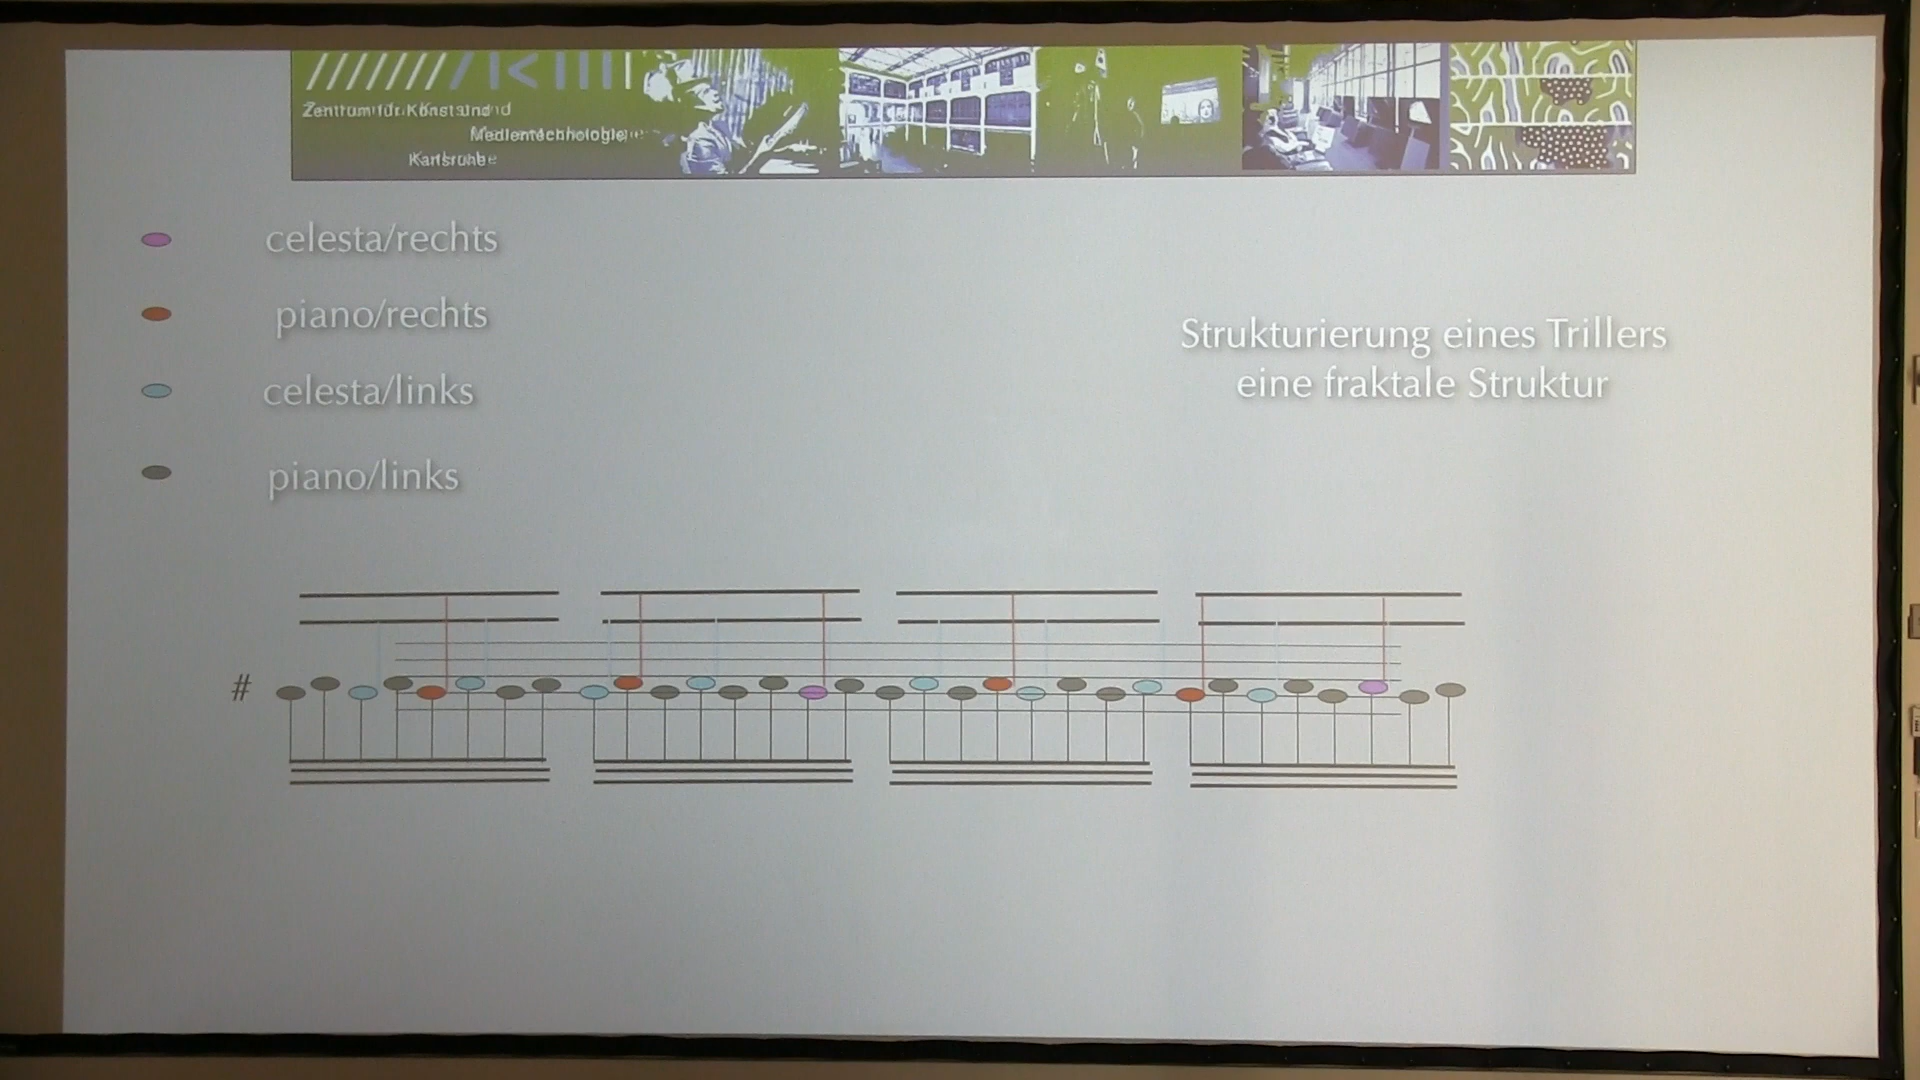 Zentrum für Kunst und
Medientechnologie
Karlsruhe
celesta/rechts
piano/rechts
celesta/links
piano/links
Strukturierung eines Trillers
eine fraktale Struktur
#